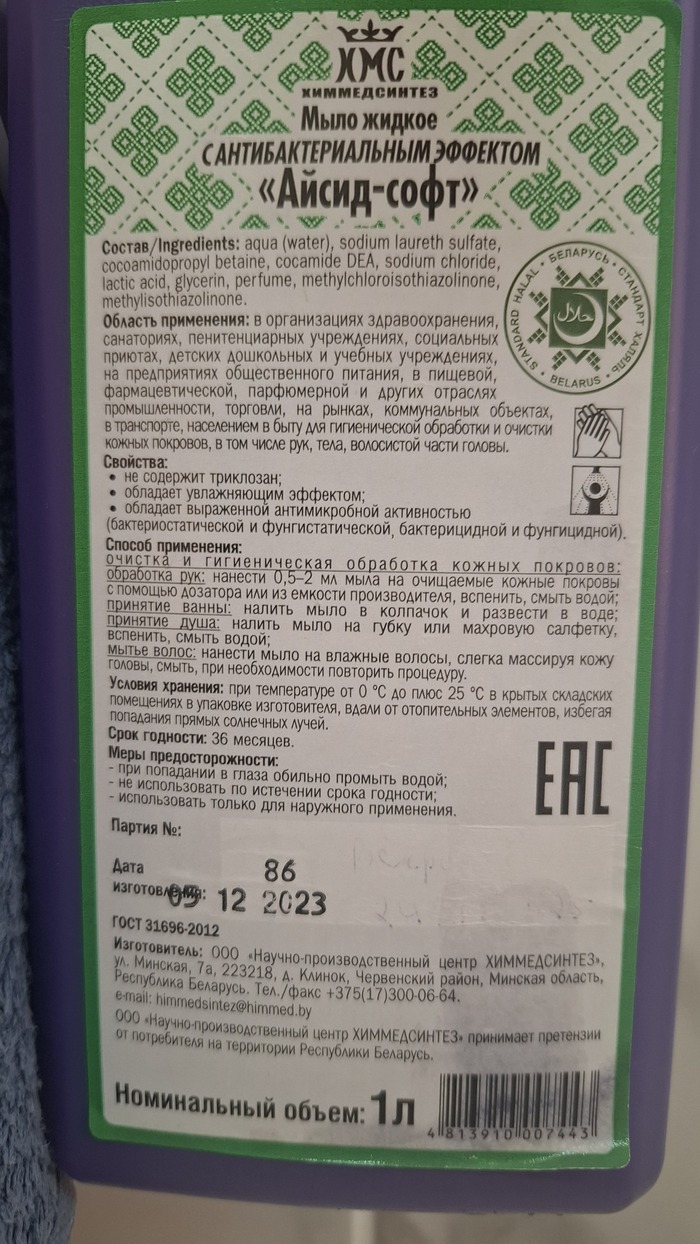 ХМС
ХИММЕДСИНТЕЗ
Мыло жидкое
С АНТИБАКТЕРИАЛЬНЫМ ЭФФЕКТОМ
«Айсид-софт»
Состав/Ingredients: aqua (water), sodium laureth sulfate,
cocoamidopropyl betaine, cocamide DEA, sodium chloride,
lactic acid, glycerin, perfume, methylchloroisothiazolinone,
methylisothiazolinone.
• БЕЛАРУСЬ • СТАНДАРТ ХАЛЯЛЬ • BELARUS • STANDARD HALAL
حلال
Область применения: в организациях здравоохранения,
санаториях, пенитенциарных учреждениях, социальных
приютах, детских дошкольных и учебных учреждениях,
на предприятиях общественного питания, в пищевой,
фармацевтической, парфюмерной и других отраслях
промышленности, торговли, на рынках, коммунальных объектах,
в транспорте, населением в быту для гигиенической обработки и очистки
кожных покровов, в том числе рук, тела, волосистой части головы.
Свойства:
• не содержит триклозан;
• обладает увлажняющим эффектом;
• обладает выраженной антимикробной активностью
(бактериостатической и фунгистатической, бактерицидной и фунгицидной).
Способ применения:
очистка и гигиеническая обработка кожных покровов:
обработка рук: нанести 0,5–2 мл мыла на очищаемые кожные покровы
с помощью дозатора или из емкости производителя, вспенить, смыть водой;
принятие ванны: налить мыло в колпачок и развести в воде;
принятие душа: налить мыло на губку или махровую салфетку,
вспенить, смыть водой;
мытье волос: нанести мыло на влажные волосы, слегка массируя кожу
головы, смыть, при необходимости повторить процедуру.
Условия хранения: при температуре от 0 °С до плюс 25 °С в крытых складских
помещениях в упаковке изготовителя, вдали от отопительных элементов, избегая
попадания прямых солнечных лучей.
Срок годности: 36 месяцев.
Меры предосторожности:
- при попадании в глаза обильно промыть водой;
- не использовать по истечении срока годности;
- использовать только для наружного применения.
ЕАС
Партия №:
86
Дата
изготовления: 05 12 2023
ГОСТ 31696-2012
Изготовитель: ООО «Научно-производственный центр ХИММЕДСИНТЕЗ»,
ул. Минская, 7а, 223218, д. Клинок, Червенский район, Минская область,
Республика Беларусь. Тел./факс +375(17)300-06-64.
e-mail: himmedsintez@himmed.by
ООО «Научно-производственный центр ХИММЕДСИНТЕЗ» принимает претензии
от потребителя на территории Республики Беларусь.
Номинальный объем: 1л
4 813910 007443